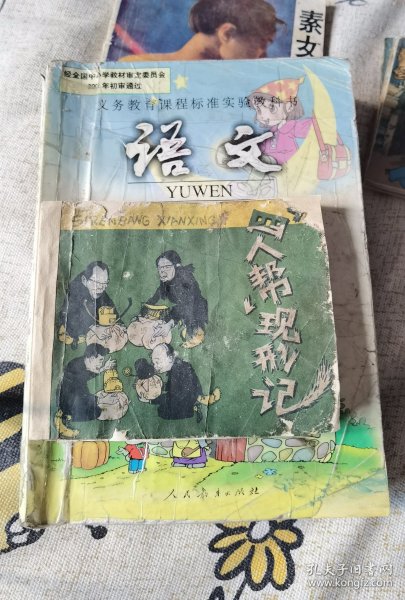 素女
经全国中小学教材审定委员会
2001年初审通过
义务教育课程标准实验教科书
语文
YUWEN
SIRENBANG XIANXINGJI
四人帮现形记
人民教育出版社
孔夫子旧书网
www.kongfz.com